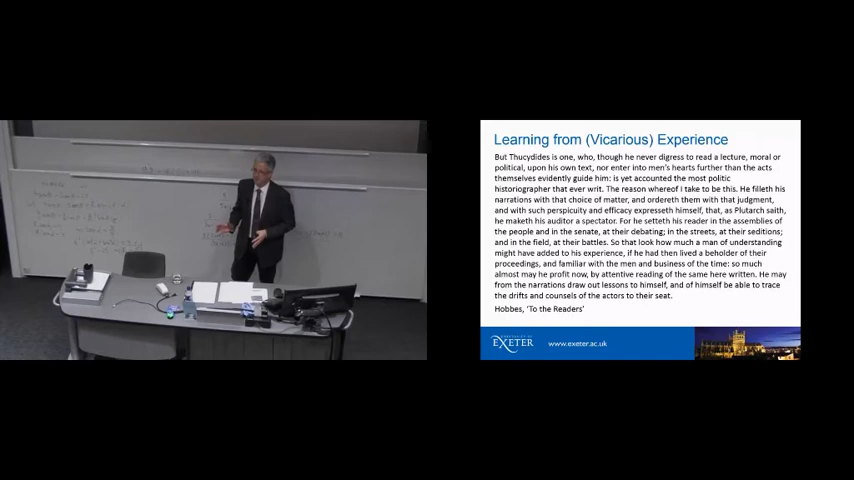 Learning from (Vicarious) Experience
But Thucydides is one, who, though he never digress to read a lecture, moral or
political, upon his own text, nor enter into men's hearts further than the acts
themselves evidently guide him: is yet accounted the most politic
historiographer that ever writ. The reason whereof I take to be this. He filleth his
narrations with that choice of matter, and ordereth them with that judgment,
and with such perspicuity and efficacy expresseth himself, that, as Plutarch saith,
he maketh his auditor a spectator. For he setteth his reader in the assemblies of
the people and in the senate, at their debating; in the streets, at their seditions;
and in the field, at their battles. So that look how much a man of understanding
might have added to his experience, if he had then lived a beholder of their
proceedings, and familiar with the men and business of the time: so much
almost may he profit now, by attentive reading of the same here written. He may
from the narrations draw out lessons to himself, and of himself be able to trace
the drifts and counsels of the actors to their seat.
Hobbes, 'To the Readers'
UNIVERSITY OF
EXETER
www.exeter.ac.uk